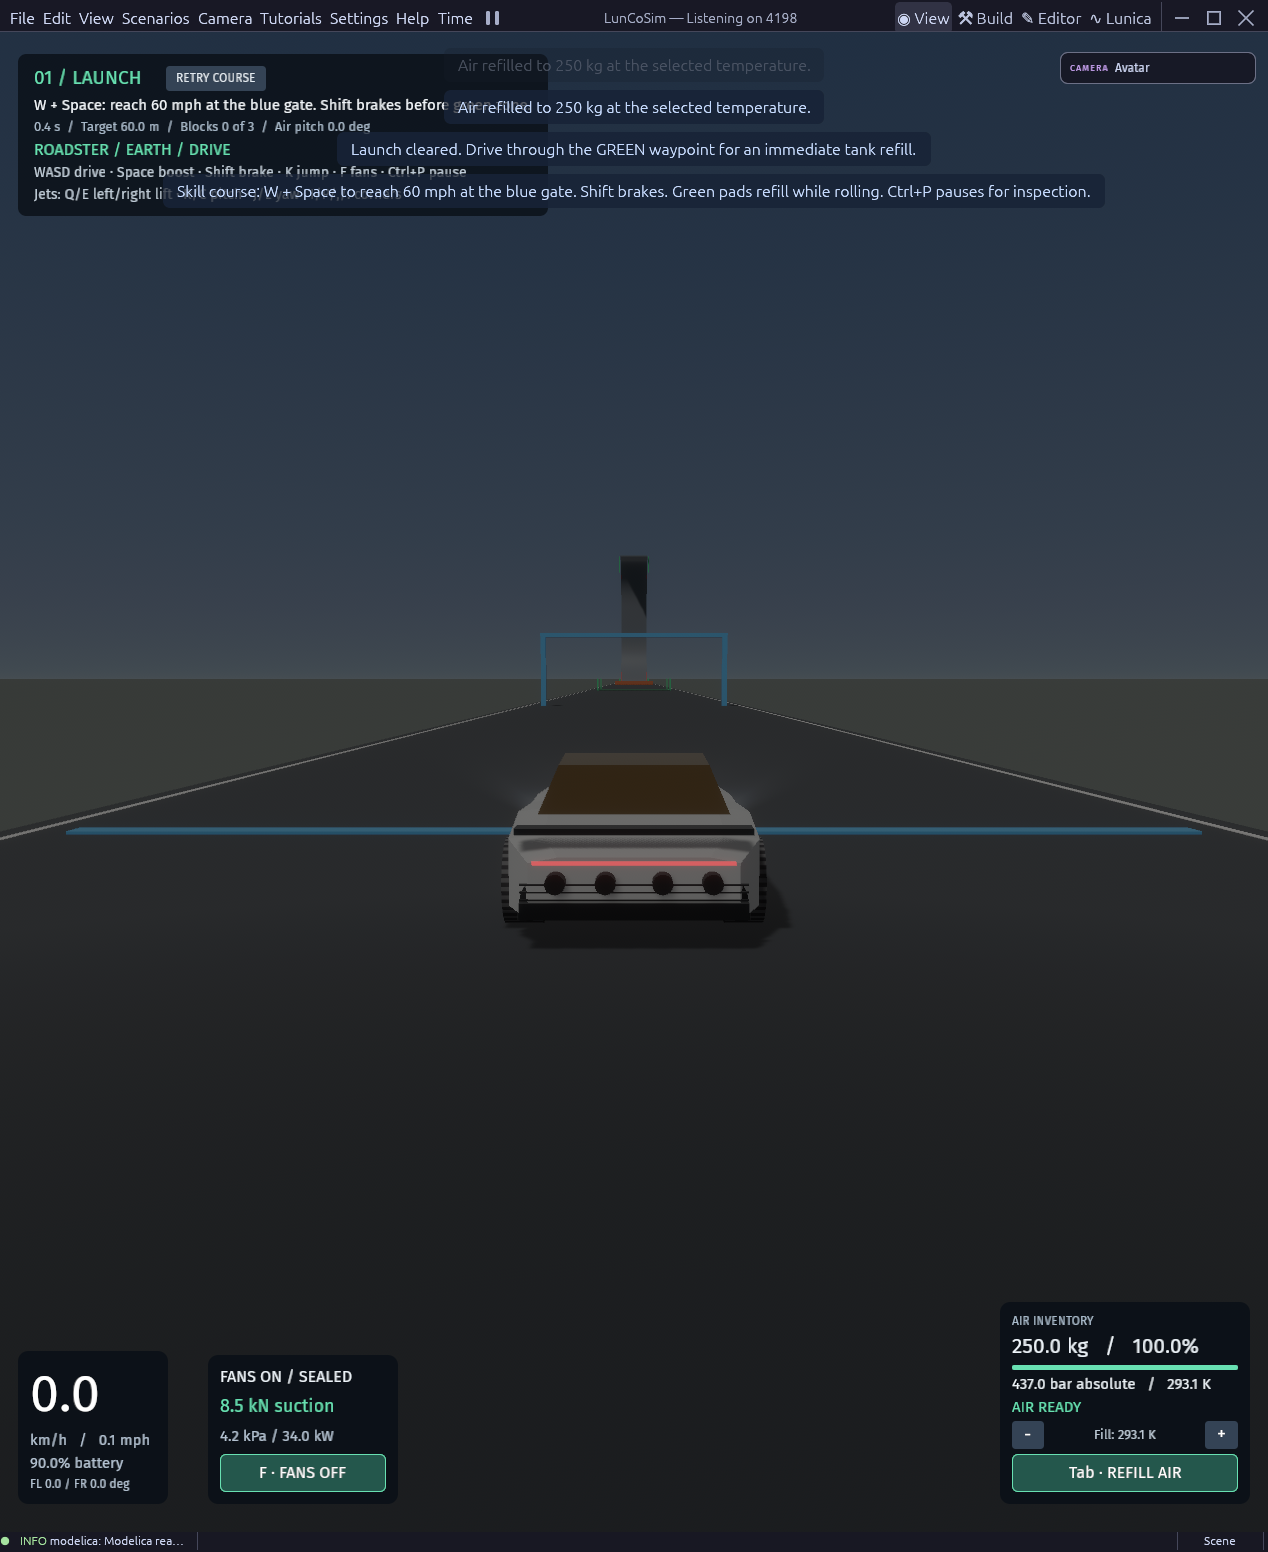 File Edit View Scenarios Camera Tutorials Settings Help Time
LunCoSim — Listening on 4198
View Build Editor Lunica
01 / LAUNCH RETRY COURSE
W + Space: reach 60 mph at the blue gate. Shift brakes before
0.4 s / Target 60.0 m / Blocks 0 of 3 / Air pitch 0.0 deg
ROADSTER / EARTH / DRIVE
WASD drive · Space boost · Shift brake · K jump · F fans · Ctrl+P pause
Jets: Q/E left/right
Air refilled to 250 kg at the selected temperature.
Air refilled to 250 kg at the selected temperature.
Launch cleared. Drive through the GREEN waypoint for an immediate tank refill.
Skill course: W + Space to reach 60 mph at the blue gate. Shift brakes. Green pads refill while rolling. Ctrl+P pauses for inspection.
CAMERA Avatar
0.0
km/h / 0.1 mph
90.0% battery
FL 0.0 / FR 0.0 deg
FANS ON / SEALED
8.5 kN suction
4.2 kPa / 34.0 kW
F · FANS OFF
AIR INVENTORY
250.0 kg / 100.0%
437.0 bar absolute / 293.1 K
AIR READY
- Fill: 293.1 K +
Tab · REFILL AIR
INFO modelica: Modelica rea...
Scene